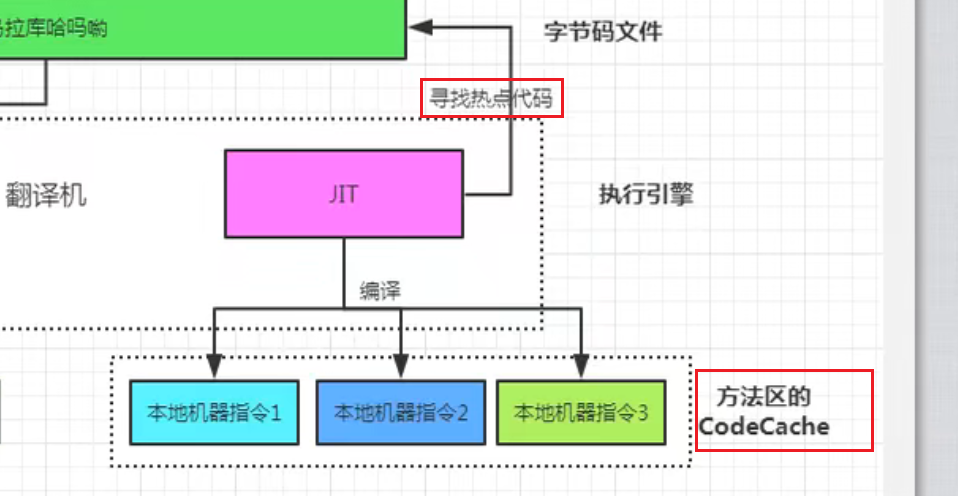 拉库哈吗哟
字节码文件
寻找热点代码
翻译机
JIT
执行引擎
编译
本地机器指令1
本地机器指令2
本地机器指令3
方法区的
CodeCache